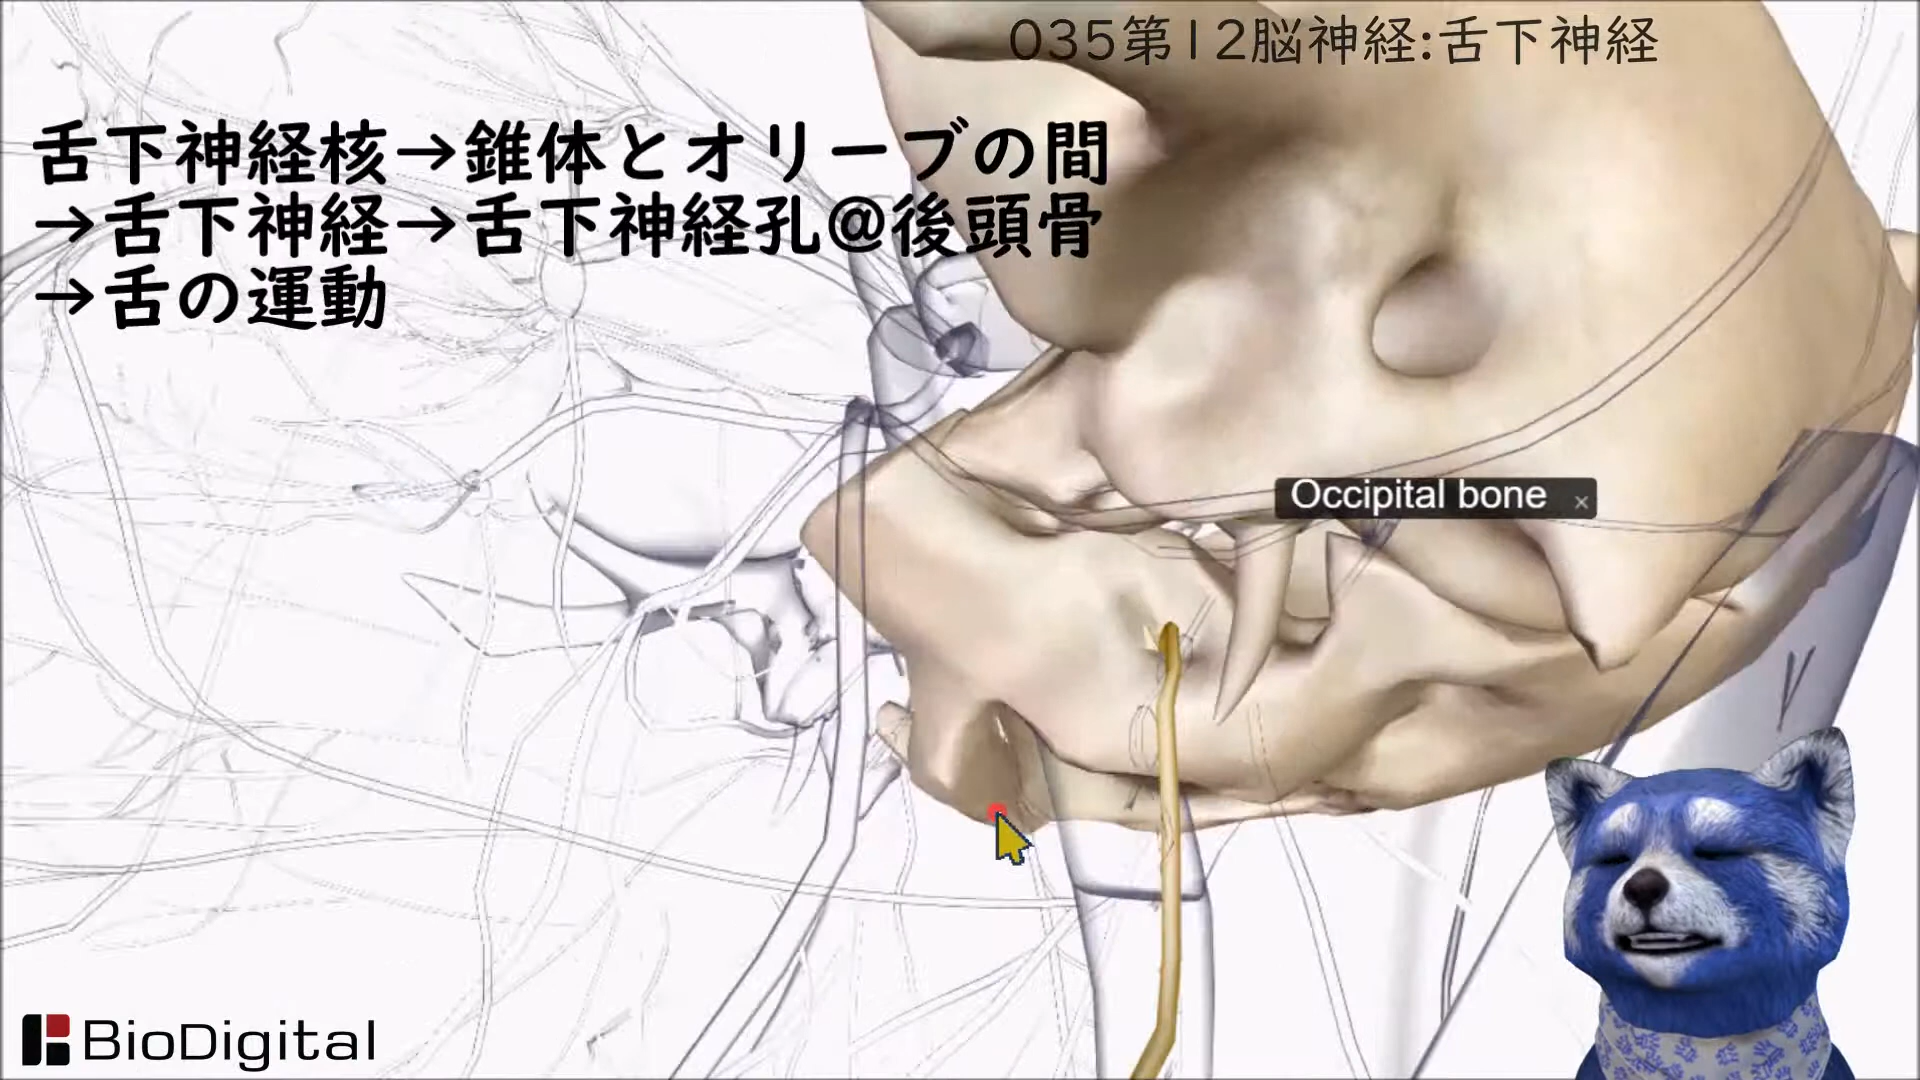 035第12脳神経:舌下神経
舌下神経核→錐体とオリーブの間
→舌下神経→舌下神経孔@後頭骨
→舌の運動
Occipital bone ×
BioDigital